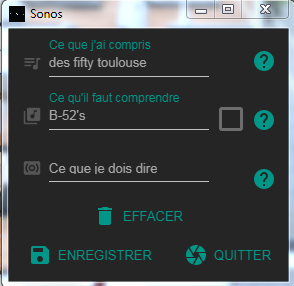 Sonos
Ce que j'ai compris
des fifty toulouse
Ce qu'il faut comprendre
B-52's
Ce que je dois dire
EFFACER
ENREGISTRER QUITTER